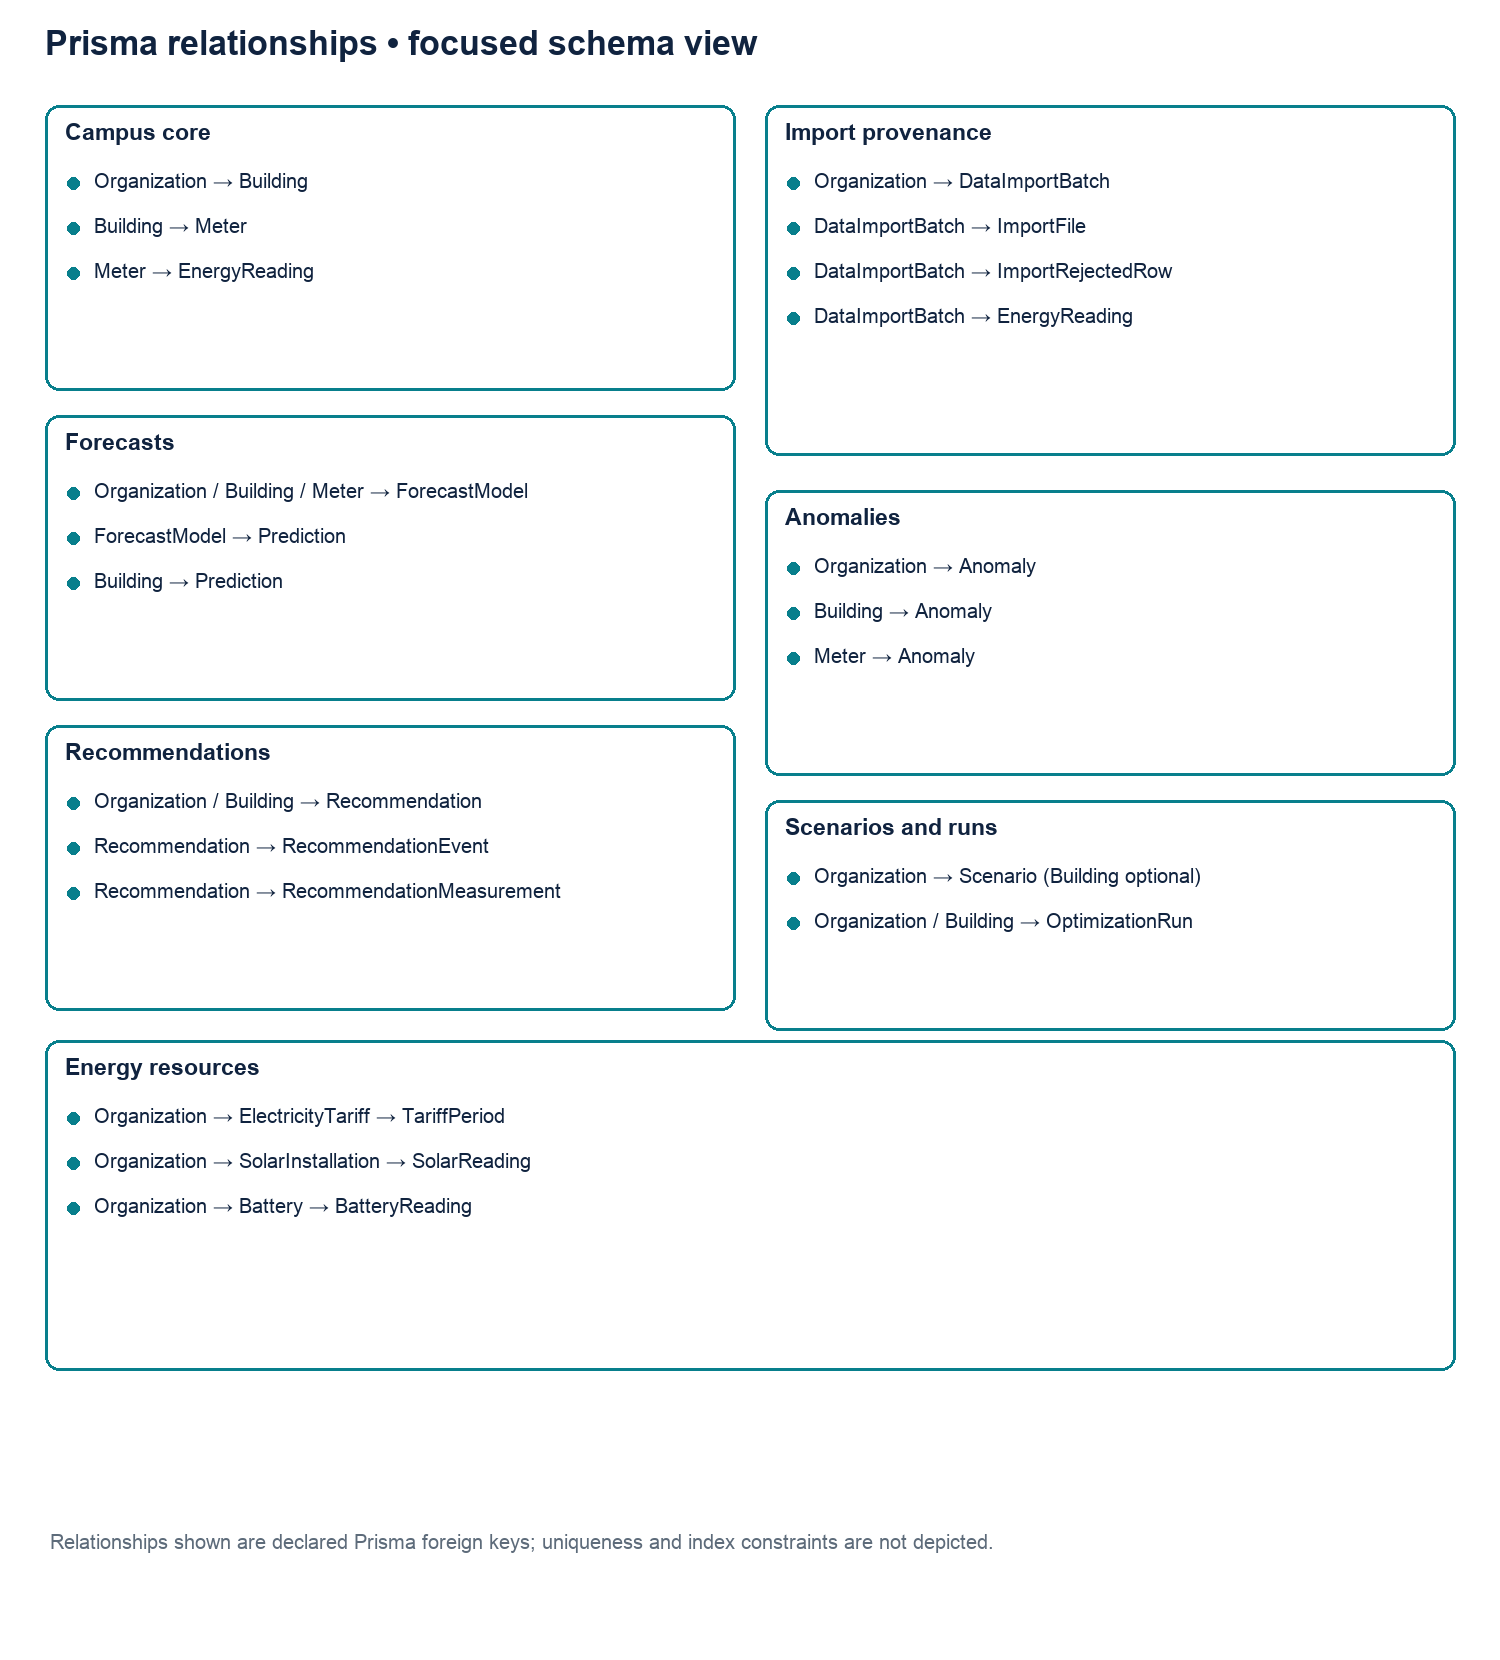 Prisma relationships • focused schema view
Campus core
● Organization → Building
● Building → Meter
● Meter → EnergyReading
Import provenance
● Organization → DataImportBatch
● DataImportBatch → ImportFile
● DataImportBatch → ImportRejectedRow
● DataImportBatch → EnergyReading
Forecasts
● Organization / Building / Meter → ForecastModel
● ForecastModel → Prediction
● Building → Prediction
Anomalies
● Organization → Anomaly
● Building → Anomaly
● Meter → Anomaly
Recommendations
● Organization / Building → Recommendation
● Recommendation → RecommendationEvent
● Recommendation → RecommendationMeasurement
Scenarios and runs
● Organization → Scenario (Building optional)
● Organization / Building → OptimizationRun
Energy resources
● Organization → ElectricityTariff → TariffPeriod
● Organization → SolarInstallation → SolarReading
● Organization → Battery → BatteryReading
Relationships shown are declared Prisma foreign keys; uniqueness and index constraints are not depicted.